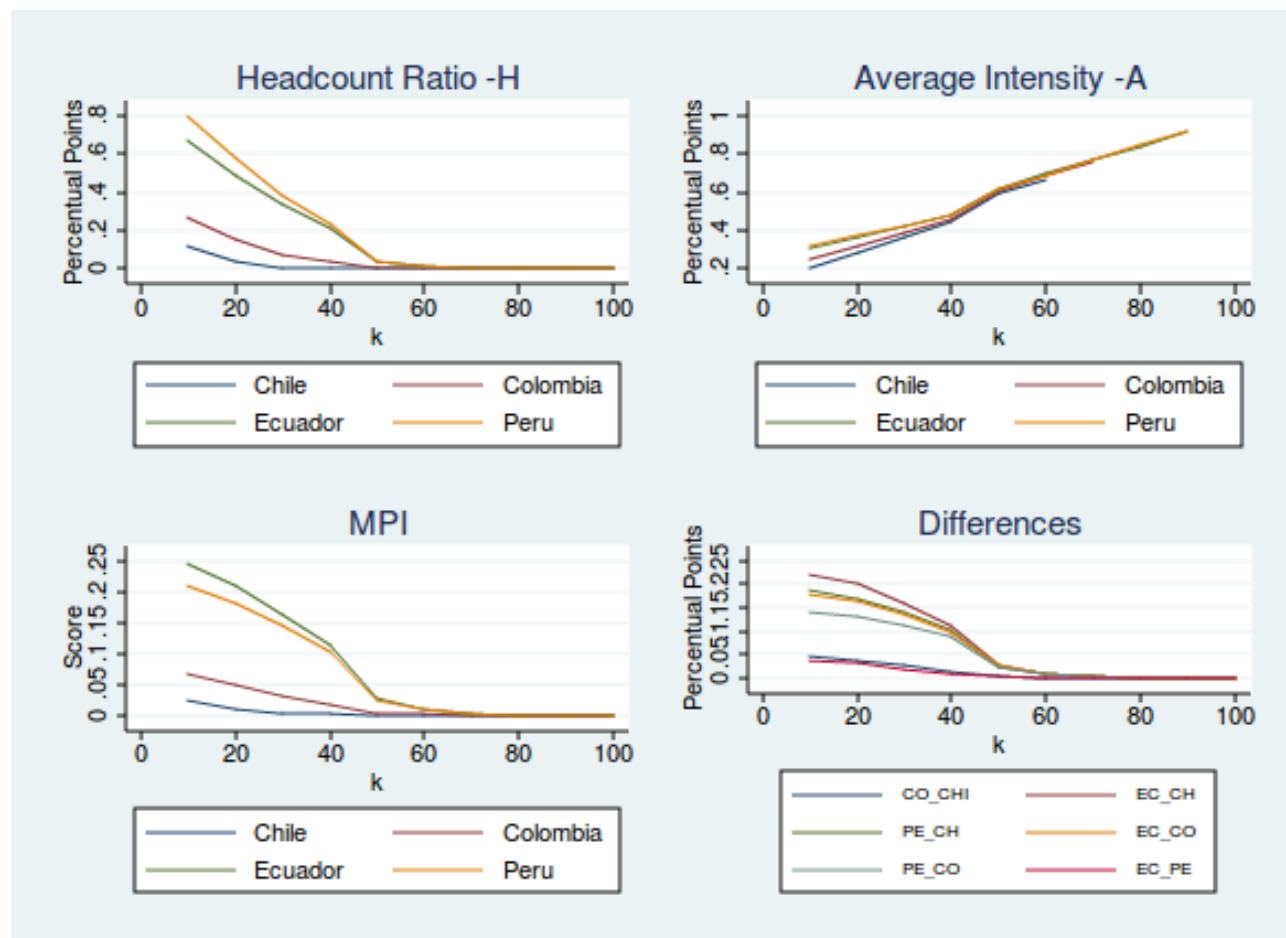 Headcount Ratio -H
Percentual Points
0 .2 .4 .6 .8
0 20 40 60 80 100
k
Chile Colombia
Ecuador Peru
Average Intensity -A
Percentual Points
.2 .4 .6 .8 1
0 20 40 60 80 100
k
Chile Colombia
Ecuador Peru
MPI
Score
0 .05 .1 .15 .2 .25
0 20 40 60 80 100
k
Chile Colombia
Ecuador Peru
Differences
Percentual Points
0 .05 .1 .15 .2 .25
0 20 40 60 80 100
k
CO_CHI EC_CH
PE_CH EC_CO
PE_CO EC_PE